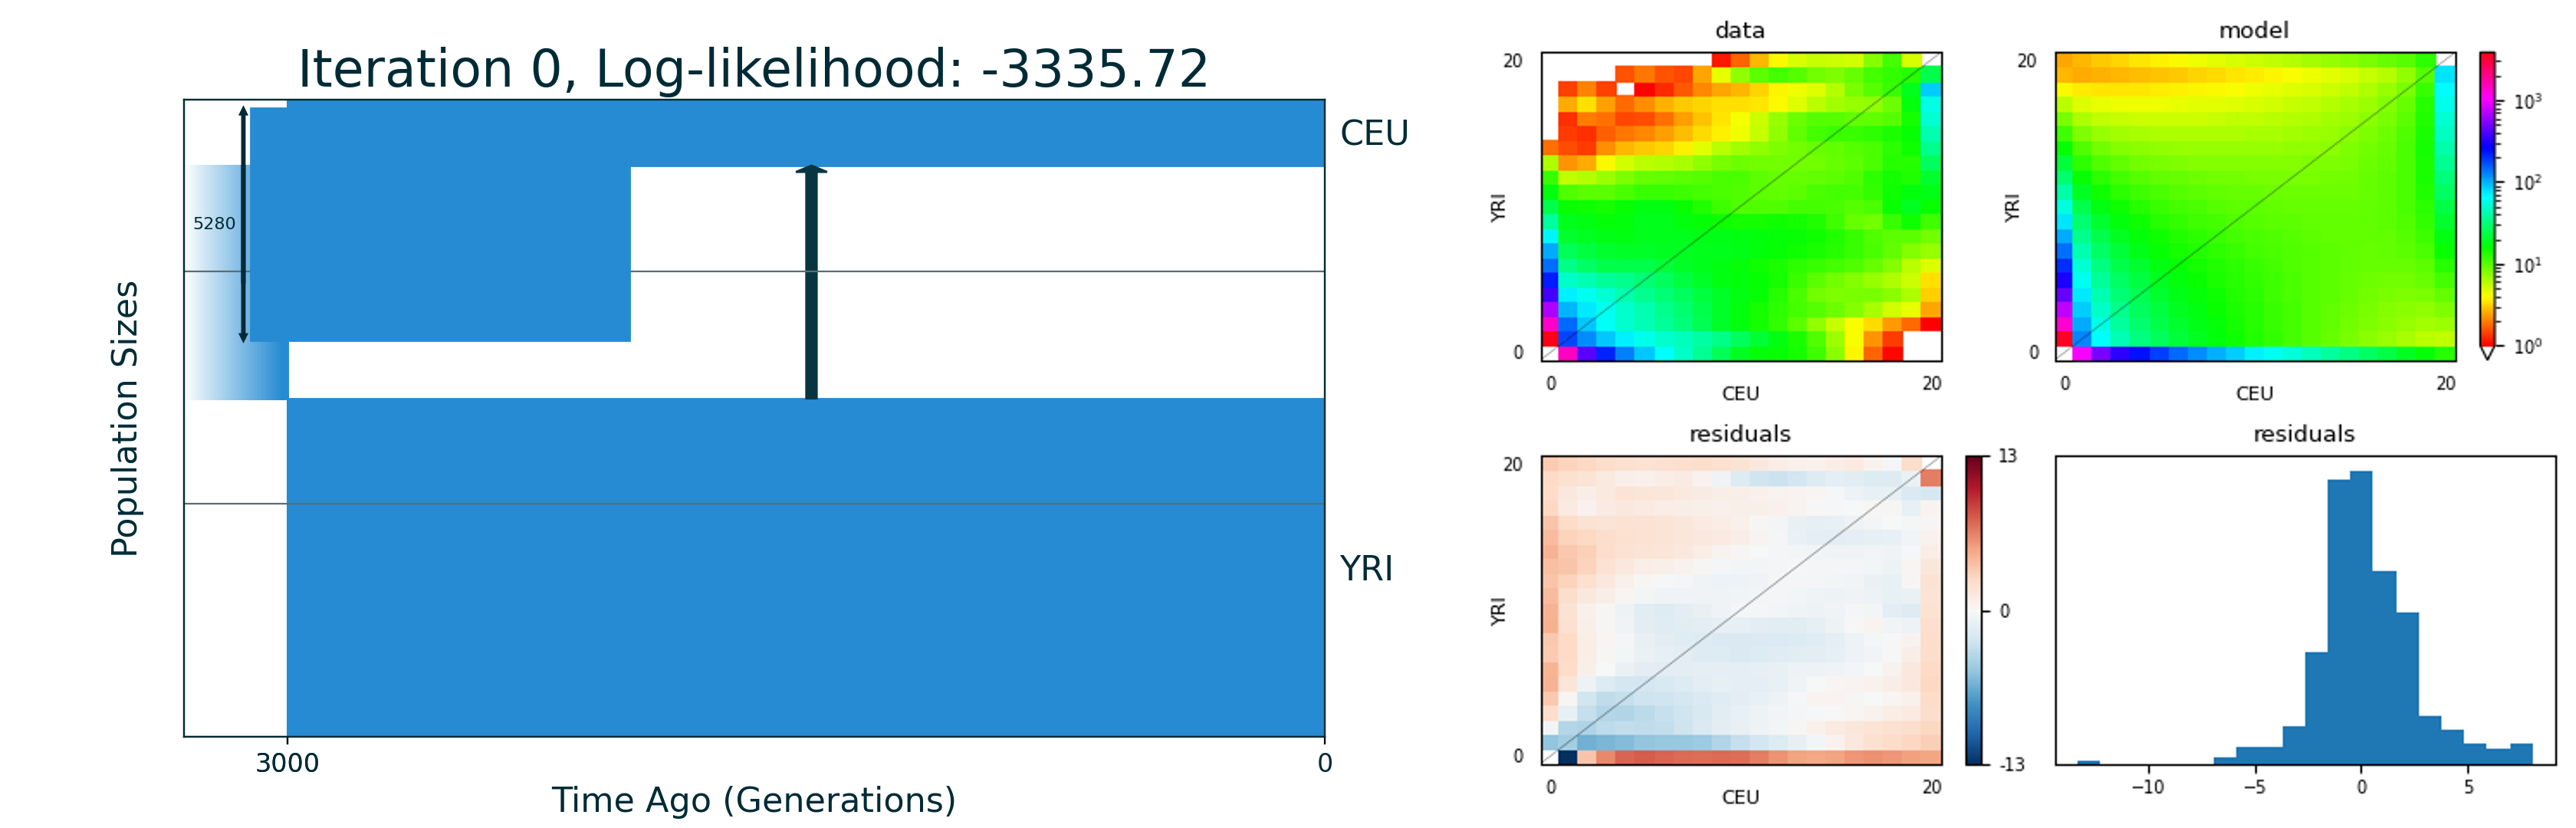 Iteration 0, Log-likelihood: -3335.72
Population Sizes
5280
CEU
YRI
3000
0
Time Ago (Generations)
data
20
YRI
0
0
20
CEU
model
20
YRI
0
0
20
CEU
10³
10²
10¹
10⁰
residuals
20
YRI
0
0
20
CEU
13
0
-13
residuals
−10
−5
0
5